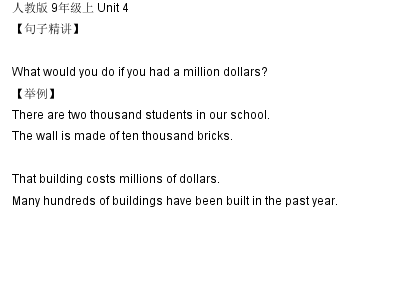 人教版 9年级上 Unit 4
【句子精讲】
What would you do if you had a million dollars?
【举例】
There are two thousand students in our school.
The wall is made of ten thousand bricks.
That building costs millions of dollars.
Many hundreds of buildings have been built in the past year.